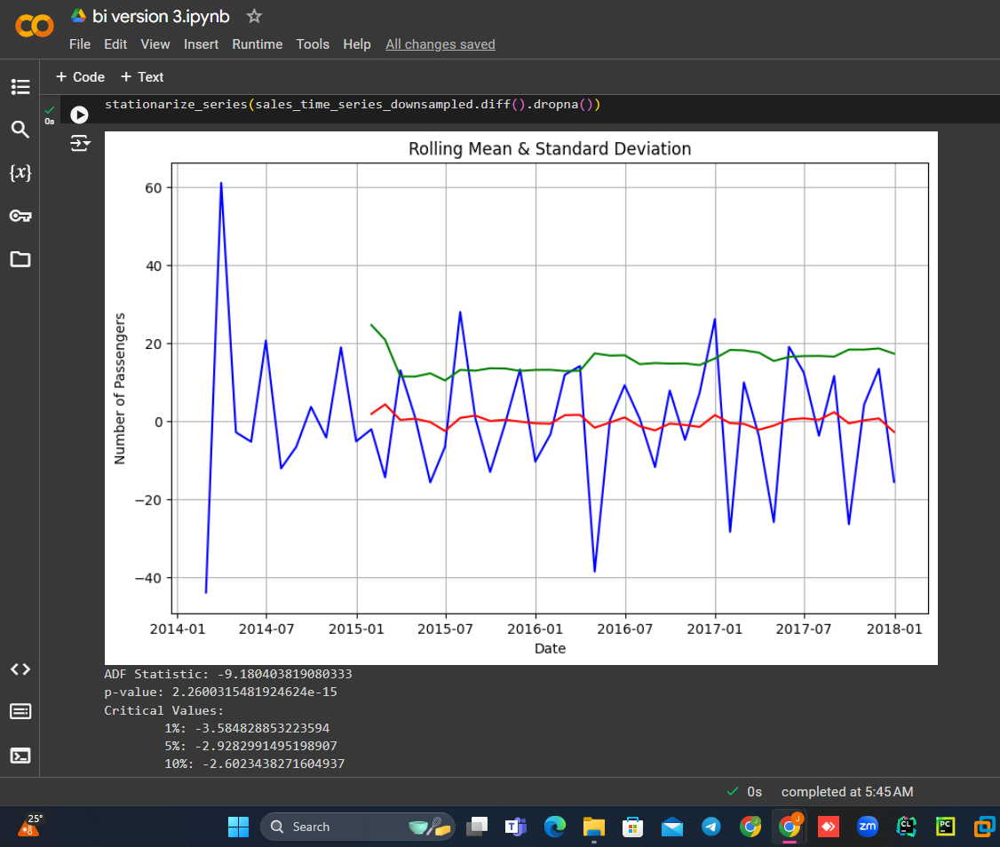 bi version 3.ipynb
File Edit View Insert Runtime Tools Help All changes saved
+ Code + Text
0s
stationarize_series(sales_time_series_downsampled.diff().dropna())
{x}
Rolling Mean & Standard Deviation
Number of Passengers
60
40
20
0
−20
−40
2014-01 2014-07 2015-01 2015-07 2016-01 2016-07 2017-01 2017-07 2018-01
Date
ADF Statistic: -9.180403819080333
p-value: 2.2600315481924624e-15
Critical Values:
1%: -3.584828853223594
5%: -2.9282991495198907
10%: -2.6023438271604937
0s completed at 5:45 AM
25°
Search
T
J
J
zm
CL
PC